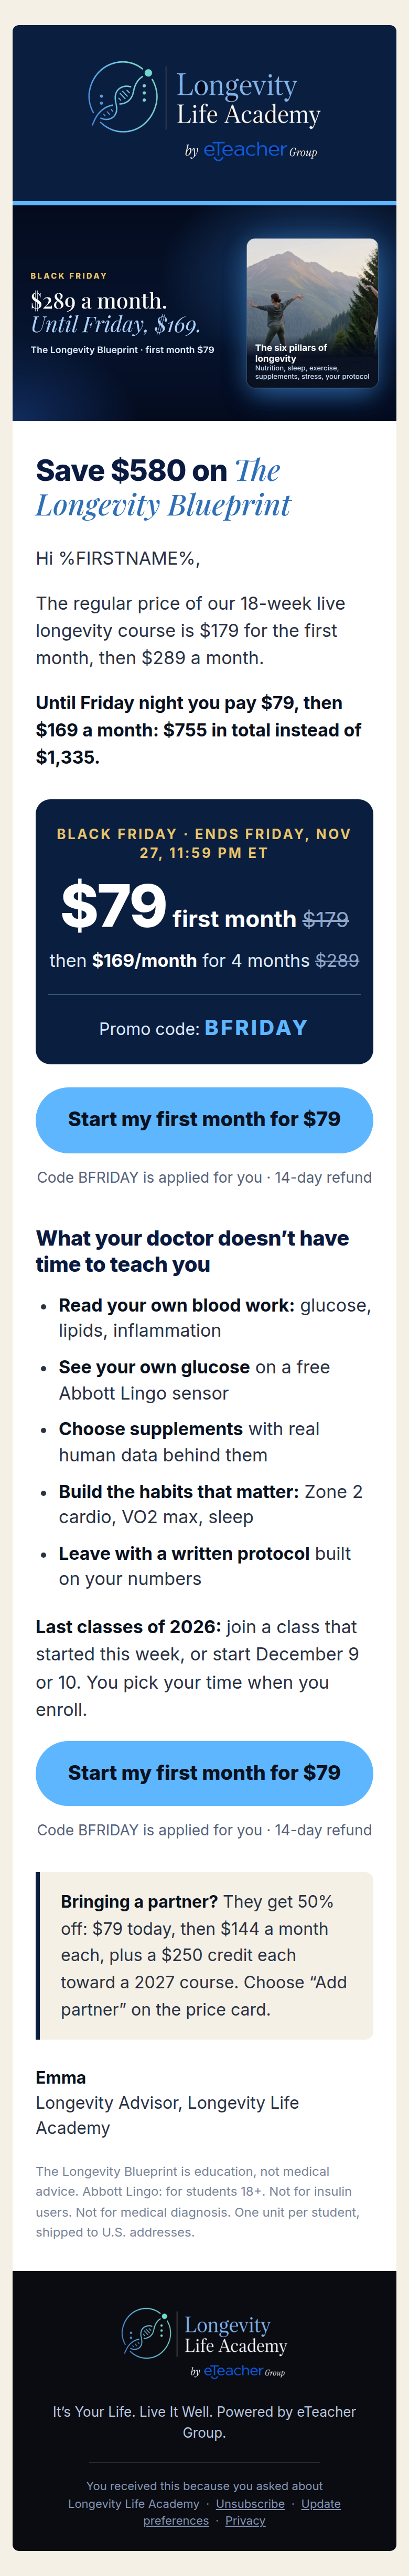 Longevity
Life Academy
by eTeacher Group
BLACK FRIDAY
$289 a month.
Until Friday, $169.
The Longevity Blueprint · first month $79
The six pillars of
longevity
Nutrition, sleep, exercise,
supplements, stress, your protocol
Save $580 on The
Longevity Blueprint
Hi %FIRSTNAME%,
The regular price of our 18-week live
longevity course is $179 for the first
month, then $289 a month.
Until Friday night you pay $79, then
$169 a month: $755 in total instead of
$1,335.
BLACK FRIDAY · ENDS FRIDAY, NOV
27, 11:59 PM ET
$79 first month $179
then $169/month for 4 months $289
Promo code: BFRIDAY
Start my first month for $79
Code BFRIDAY is applied for you · 14-day refund
What your doctor doesn’t have
time to teach you
• Read your own blood work: glucose,
lipids, inflammation
• See your own glucose on a free
Abbott Lingo sensor
• Choose supplements with real
human data behind them
• Build the habits that matter: Zone 2
cardio, VO2 max, sleep
• Leave with a written protocol built
on your numbers
Last classes of 2026: join a class that
started this week, or start December 9
or 10. You pick your time when you
enroll.
Start my first month for $79
Code BFRIDAY is applied for you · 14-day refund
Bringing a partner? They get 50%
off: $79 today, then $144 a month
each, plus a $250 credit each
toward a 2027 course. Choose “Add
partner” on the price card.
Emma
Longevity Advisor, Longevity Life
Academy
The Longevity Blueprint is education, not medical
advice. Abbott Lingo: for students 18+. Not for insulin
users. Not for medical diagnosis. One unit per student,
shipped to U.S. addresses.
Longevity
Life Academy
by eTeacher Group
It’s Your Life. Live It Well. Powered by eTeacher
Group.
You received this because you asked about
Longevity Life Academy · Unsubscribe · Update
preferences · Privacy